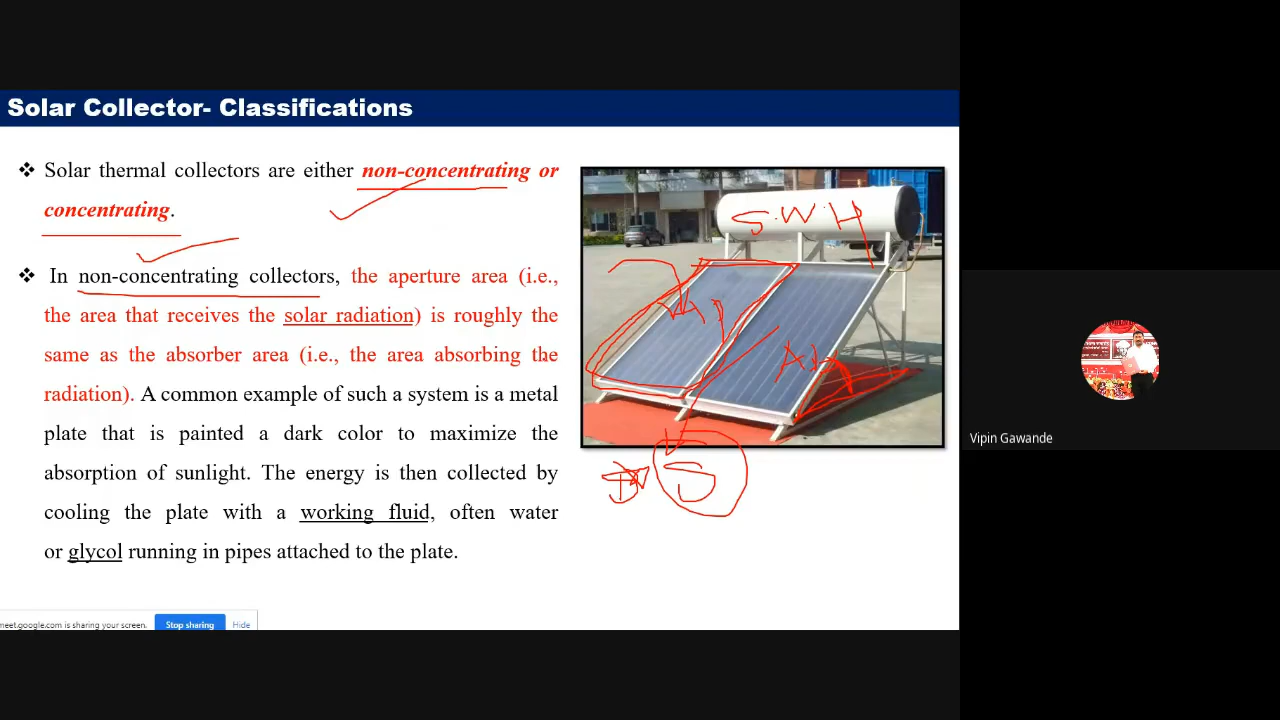 Solar Collector- Classifications
❖ Solar thermal collectors are either non-concentrating or
concentrating.
❖ In non-concentrating collectors, the aperture area (i.e.,
the area that receives the solar radiation) is roughly the
same as the absorber area (i.e., the area absorbing the
radiation). A common example of such a system is a metal
plate that is painted a dark color to maximize the
absorption of sunlight. The energy is then collected by
cooling the plate with a working fluid, often water
or glycol running in pipes attached to the plate.
S.W.H
S
Vipin Gawande
meet.google.com is sharing your screen.
Stop sharing
Hide